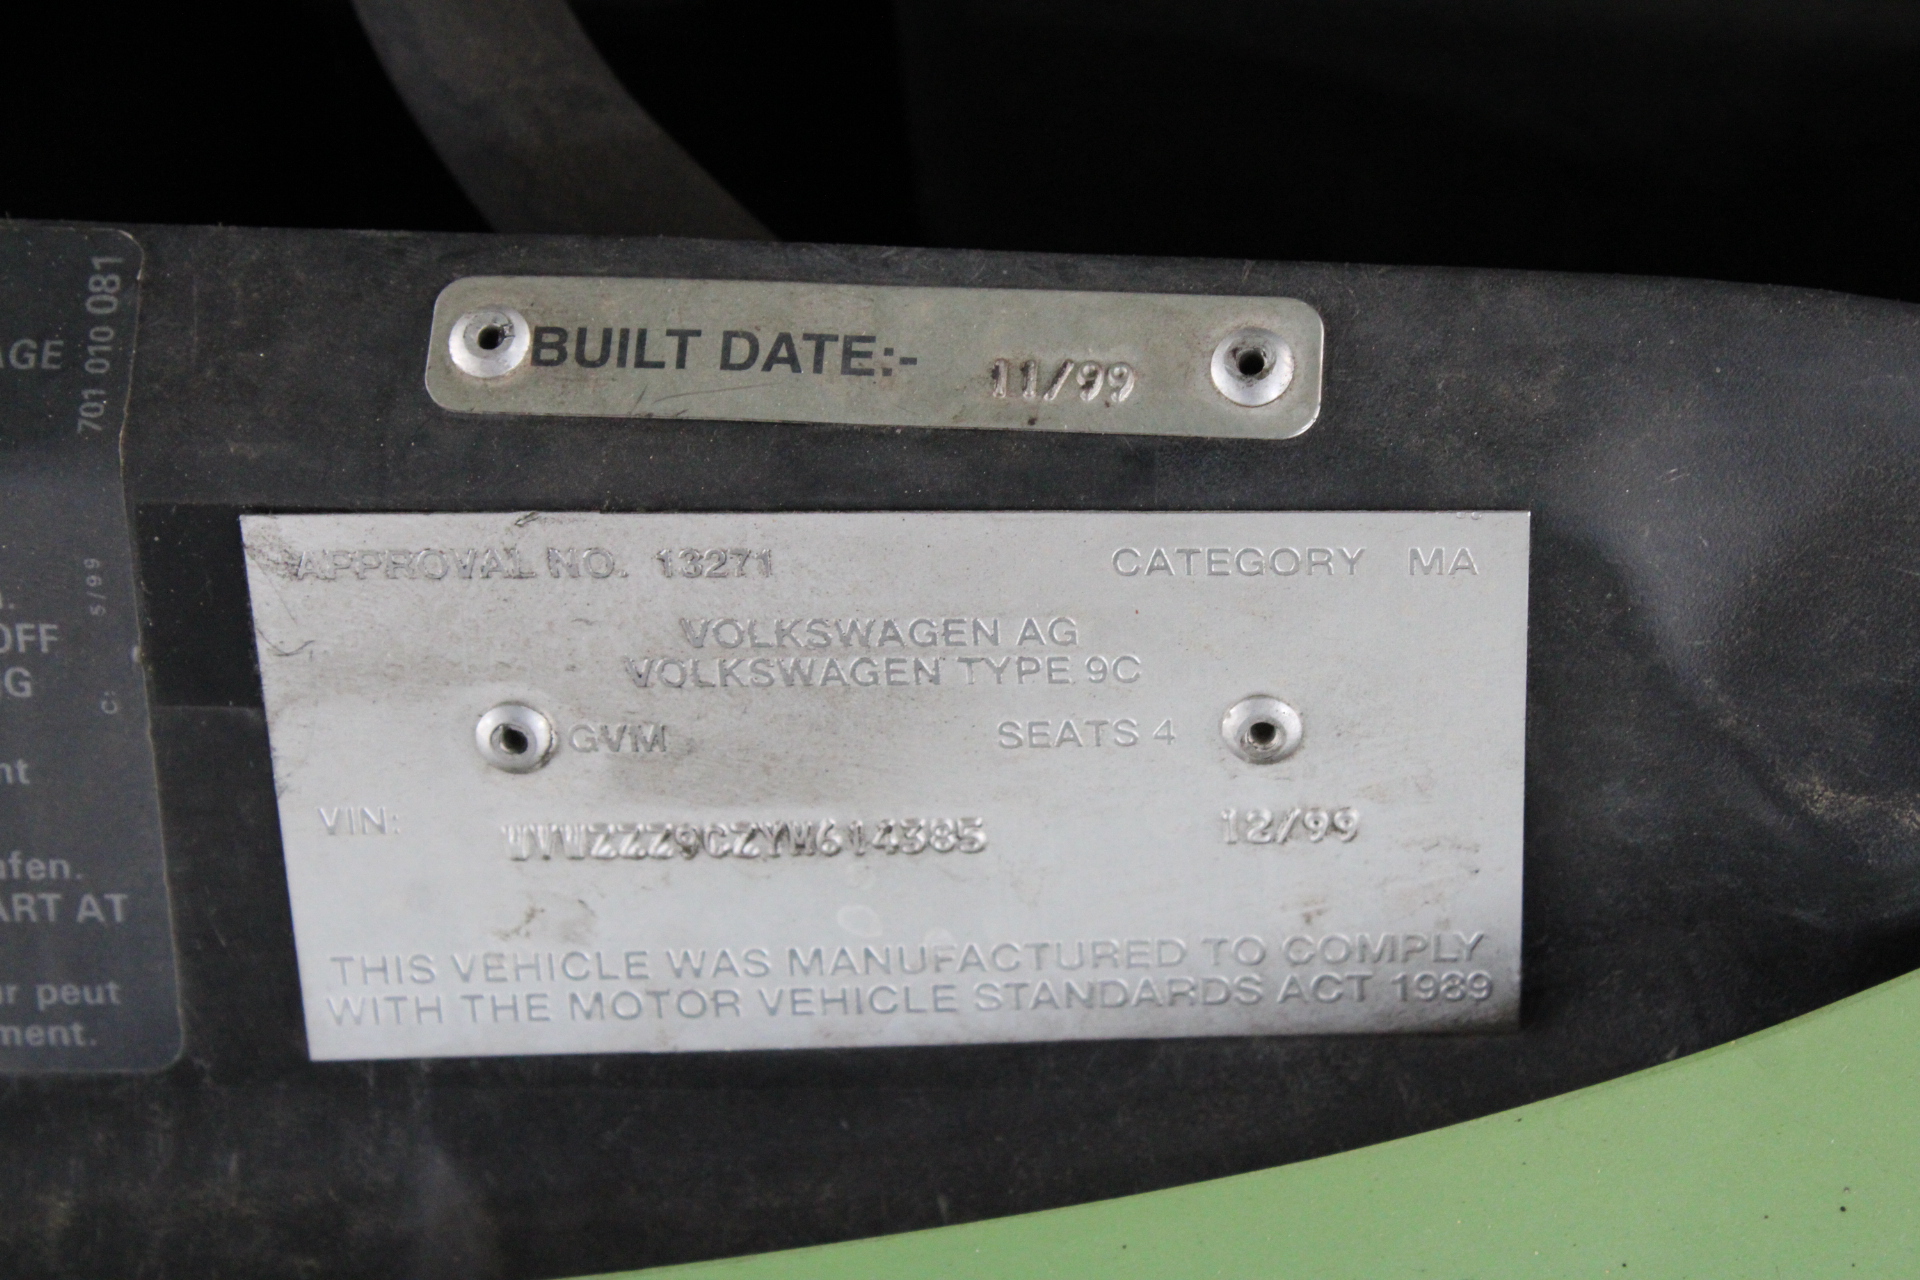 AGE
701 010 081
BUILT DATE:- 11/99
5/99
C:
OFF
G
APPROVAL NO. 13271 CATEGORY MA
VOLKSWAGEN AG
VOLKSWAGEN TYPE 9C
GVM SEATS 4
VIN: WVWZZZ9CZYM614385 12/99
THIS VEHICLE WAS MANUFACTURED TO COMPLY
WITH THE MOTOR VEHICLE STANDARDS ACT 1989
nt
ufen.
ART AT
ur peut
ment.